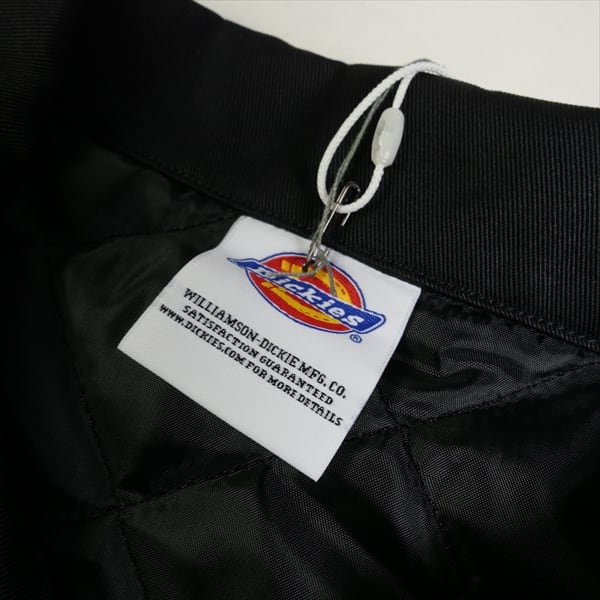 Dickies
®
WILLIAMSON-DICKIE MFG. CO.
SATISFACTION GUARANTEED
WWW.DICKIES.COM FOR MORE DETAILS